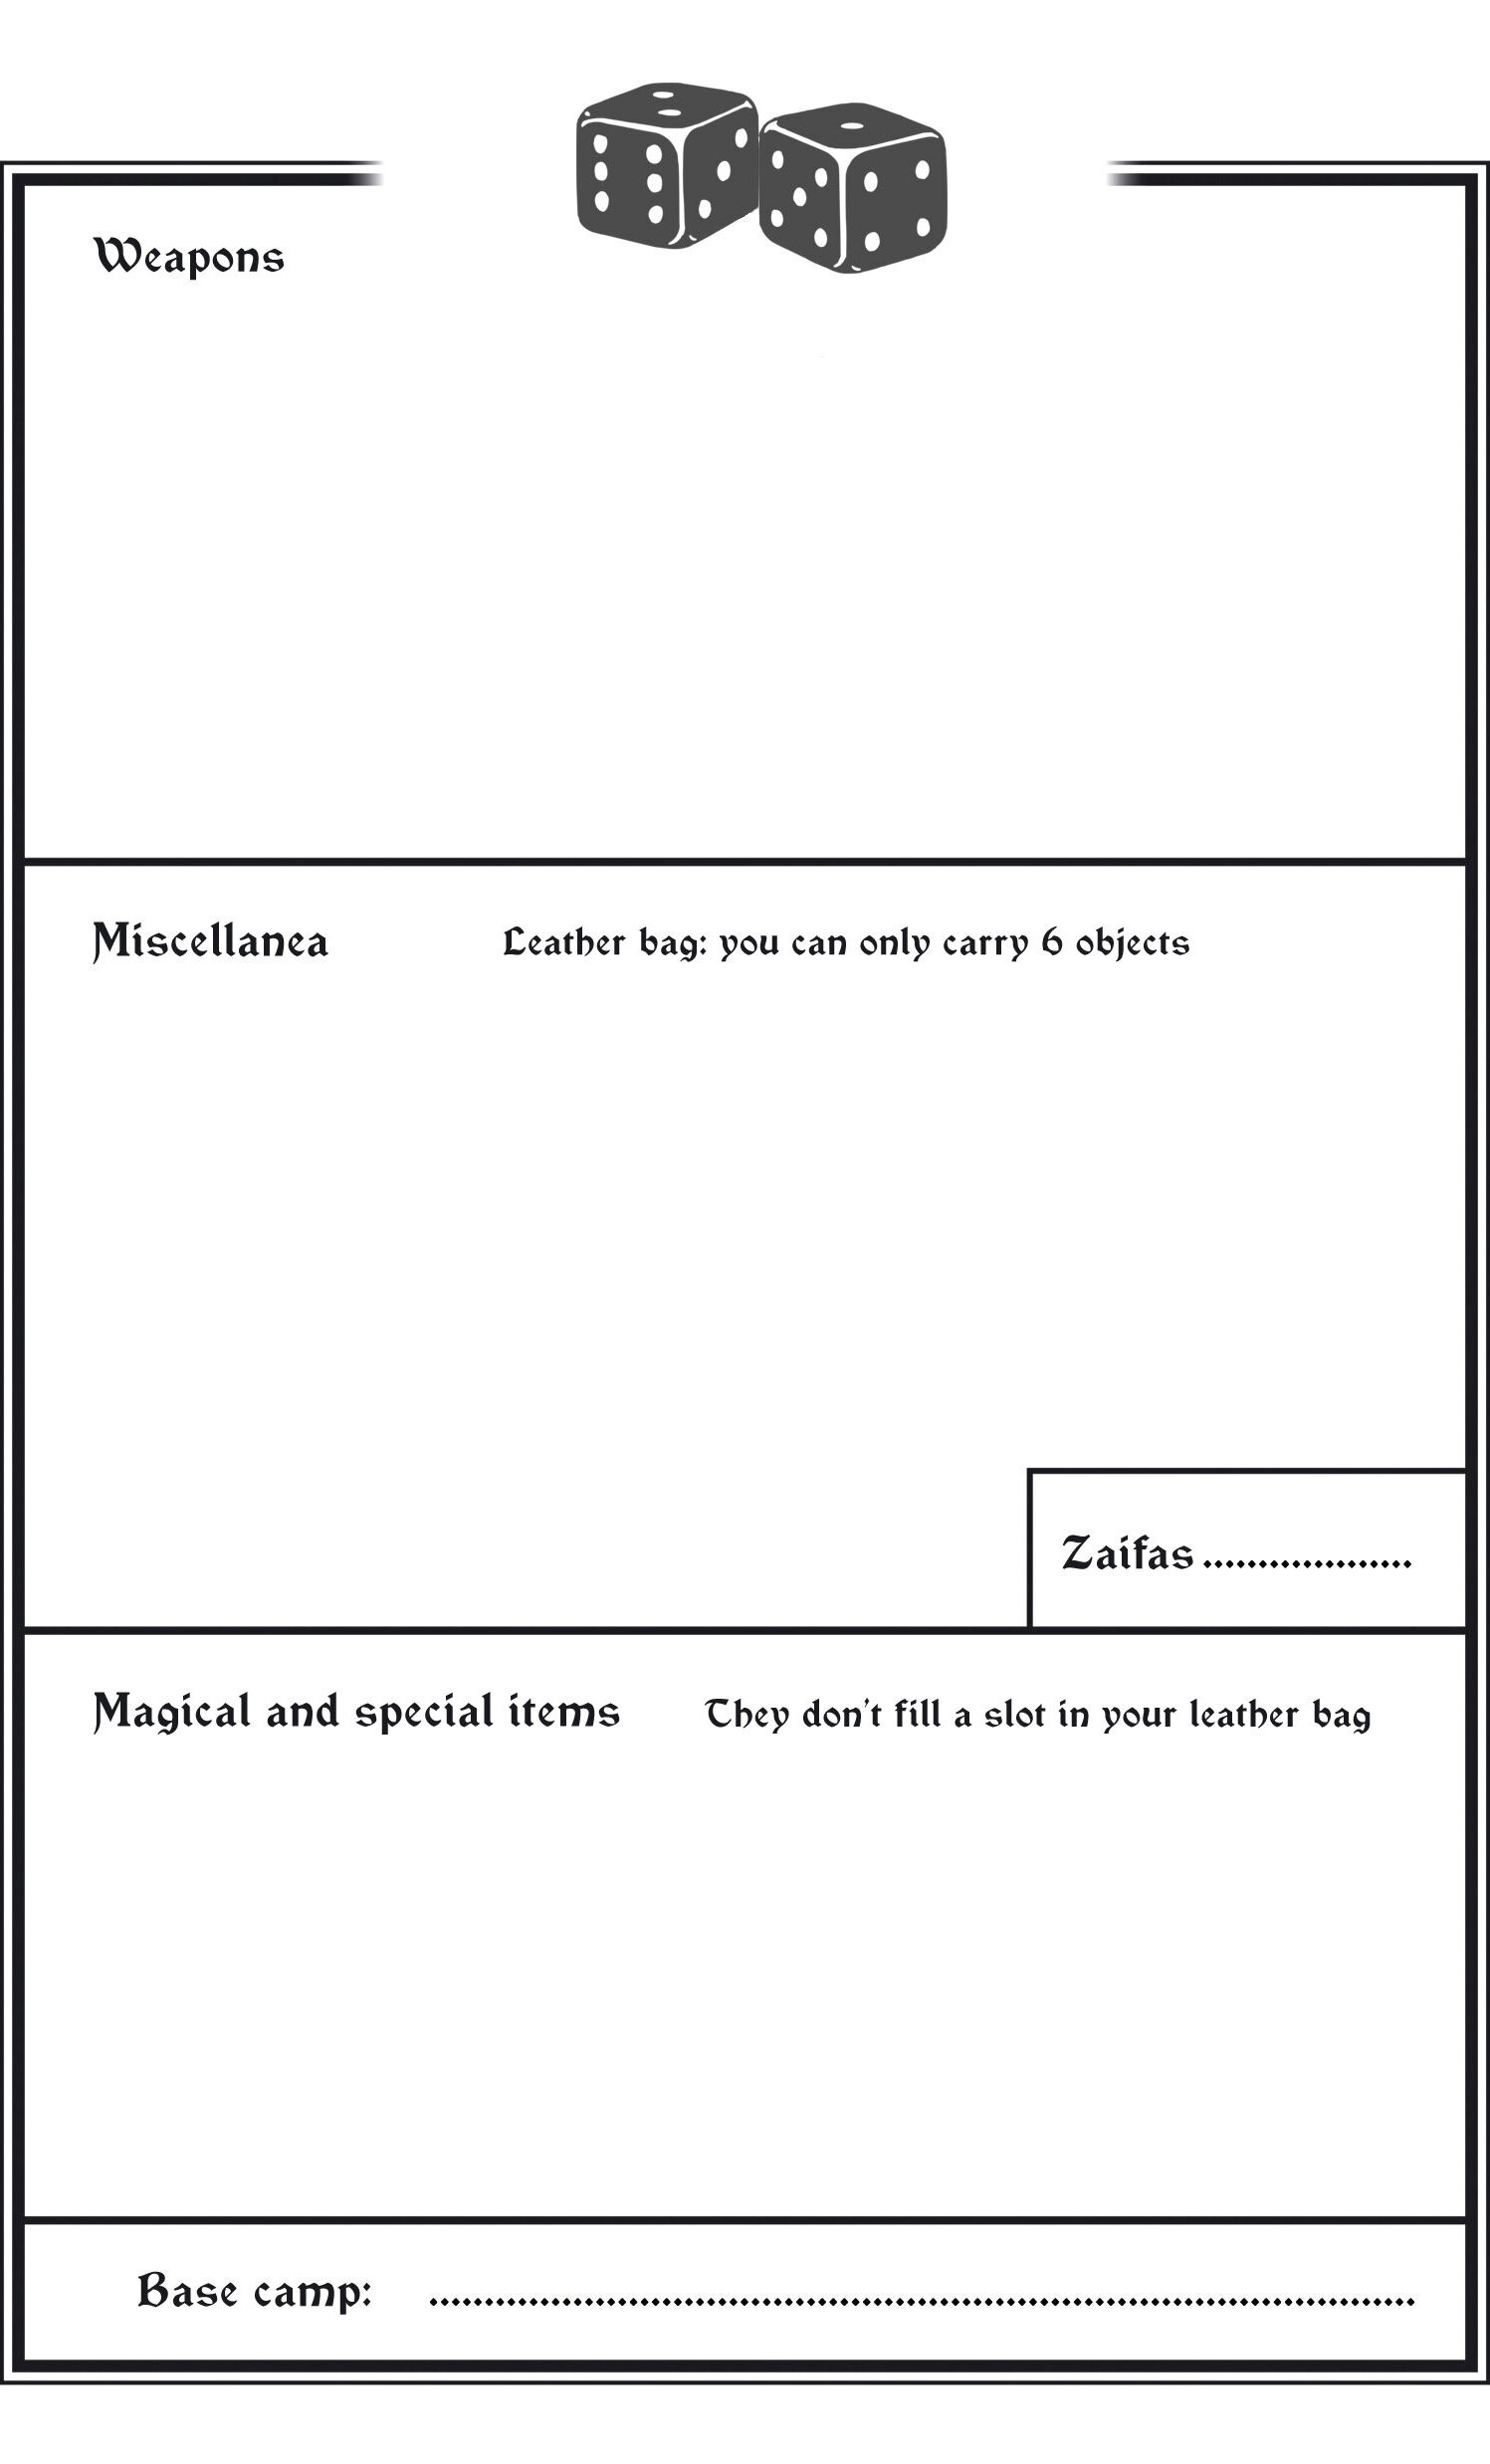 Weapons
Miscellanea Leather bag: you can only carry 6 objects
Zaifas ...................
Magical and special items They don't fill a slot in your leather bag
Base camp: .........................................................................................